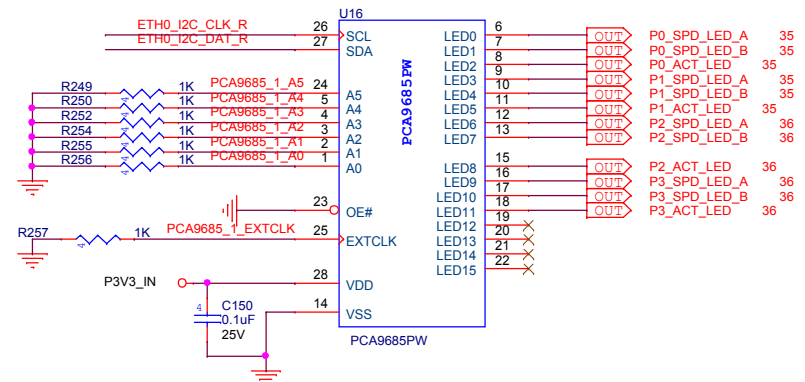 U16
ETH0_I2C_CLK_R 26 SCL LED0 6 OUT P0_SPD_LED_A 35
ETH0_I2C_DAT_R 27 SDA LED1 7 OUT P0_SPD_LED_B 35
LED2 8 OUT P0_ACT_LED 35
R249 4 1K PCA9685_1_A5 24 A5 LED3 9 OUT P1_SPD_LED_A 35
R250 1K PCA9685_1_A4 5 A4 LED4 10 OUT P1_SPD_LED_B 35
R252 4 1K PCA9685_1_A3 4 A3 LED5 11 OUT P1_ACT_LED 35
R254 1K PCA9685_1_A2 3 A2 LED6 12 OUT P2_SPD_LED_A 36
R255 4 1K PCA9685_1_A1 2 A1 LED7 13 OUT P2_SPD_LED_B 36
R256 4 1K PCA9685_1_A0 1 A0
PCA9685PW
LED8 15 OUT P2_ACT_LED 36
LED9 16 OUT P3_SPD_LED_A 36
LED10 17 OUT P3_SPD_LED_B 36
23 OE# LED11 18 OUT P3_ACT_LED 36
LED12 19
R257 4 1K PCA9685_1_EXTCLK 25 EXTCLK LED13 20
LED14 21
LED15 22
P3V3_IN 28 VDD
4 C150
0.1uF
25V
14 VSS
PCA9685PW